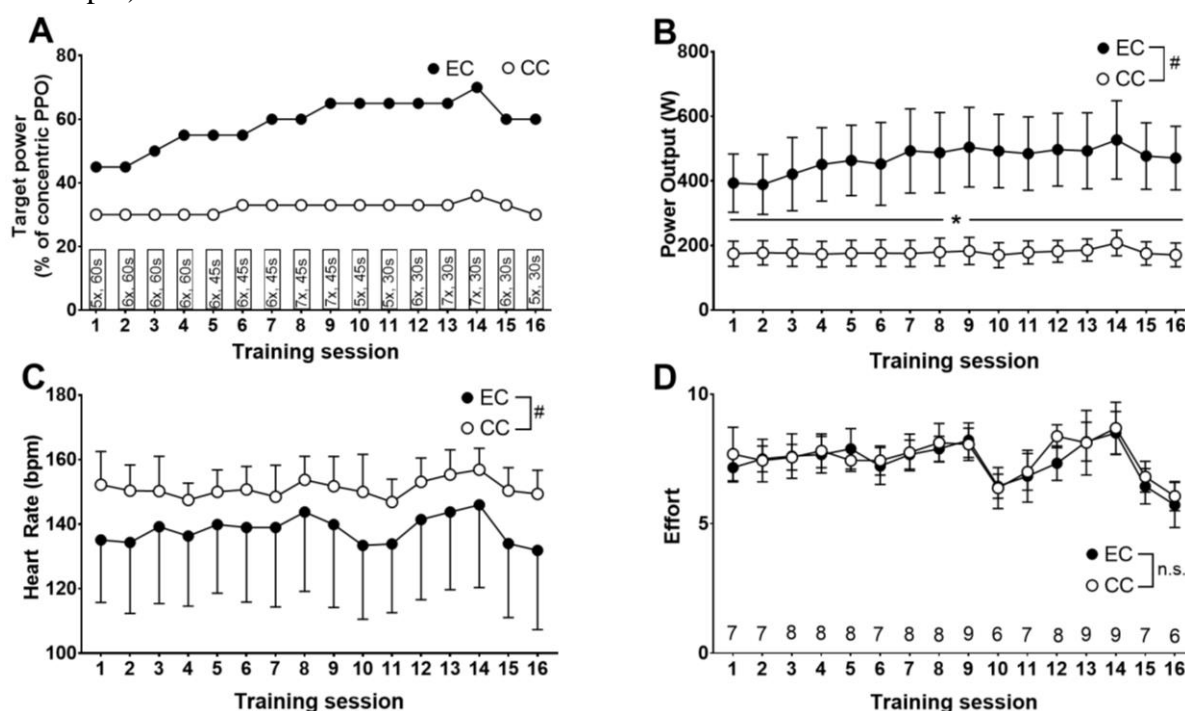 A
EC CC
80
60
40
20
0
Target power
(% of concentric PPO)
5x, 60s
6x, 60s
6x, 60s
6x, 60s
6x, 45s
6x, 45s
6x, 45s
7x, 45s
7x, 45s
5x, 45s
5x, 30s
6x, 30s
7x, 30s
7x, 30s
6x, 30s
5x, 30s
1 2 3 4 5 6 7 8 9 10 11 12 13 14 15 16
Training session
B
EC
CC
#
800
600
400
200
0
Power Output (W)
*
1 2 3 4 5 6 7 8 9 10 11 12 13 14 15 16
Training session
C
EC
CC
#
180
160
140
120
100
Heart Rate (bpm)
1 2 3 4 5 6 7 8 9 10 11 12 13 14 15 16
Training session
D
10
5
0
Effort
EC
CC
n.s.
7 7 8 8 8 7 8 8 9 6 7 8 9 9 7 6
1 2 3 4 5 6 7 8 9 10 11 12 13 14 15 16
Training session